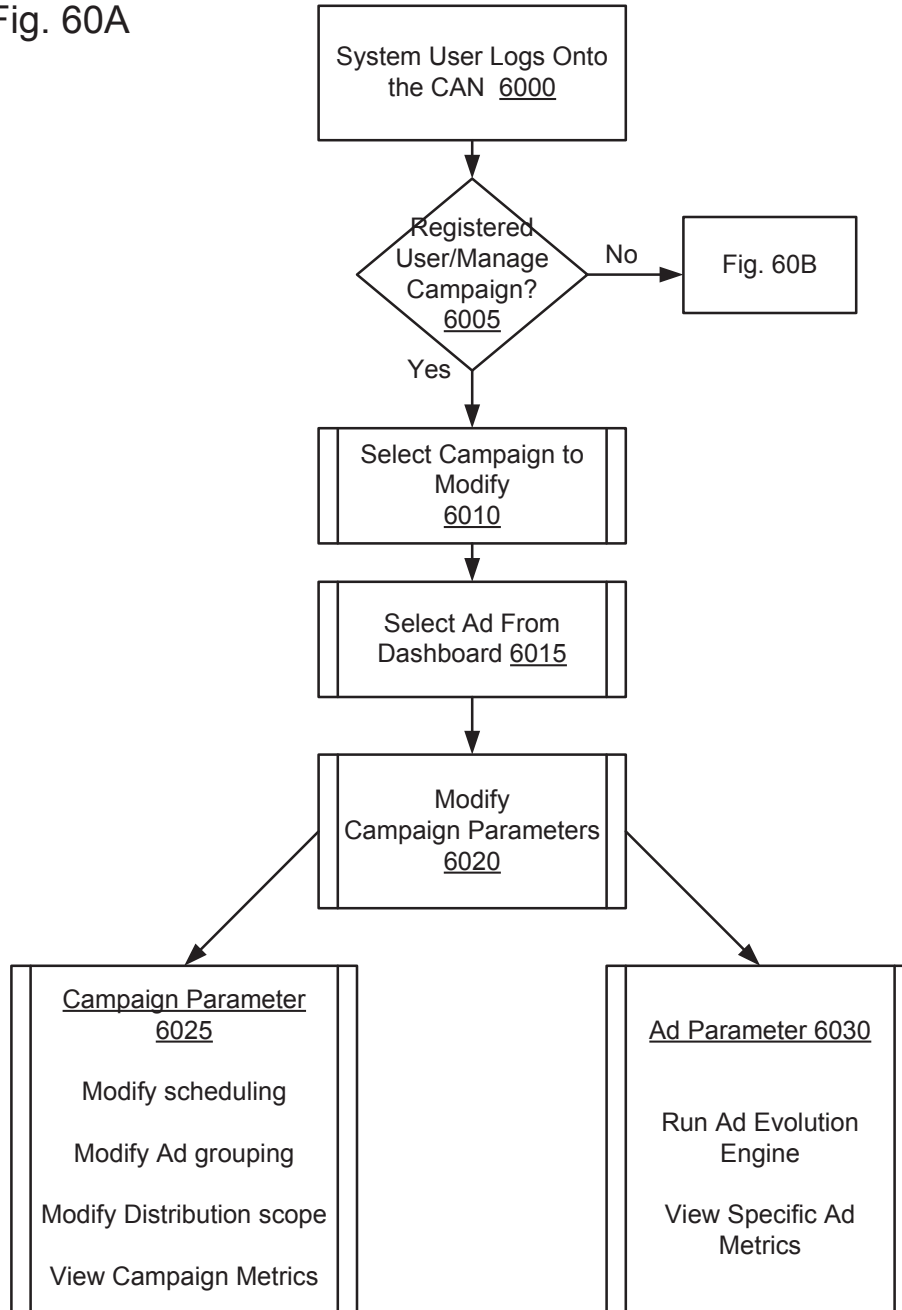 Fig. 60A
System User Logs Onto
the CAN 6000
Registered
User/Manage
Campaign?
6005
No
Fig. 60B
Yes
Select Campaign to
Modify
6010
Select Ad From
Dashboard 6015
Modify
Campaign Parameters
6020
Campaign Parameter
6025
Modify scheduling
Modify Ad grouping
Modify Distribution scope
View Campaign Metrics
Ad Parameter 6030
Run Ad Evolution
Engine
View Specific Ad
Metrics